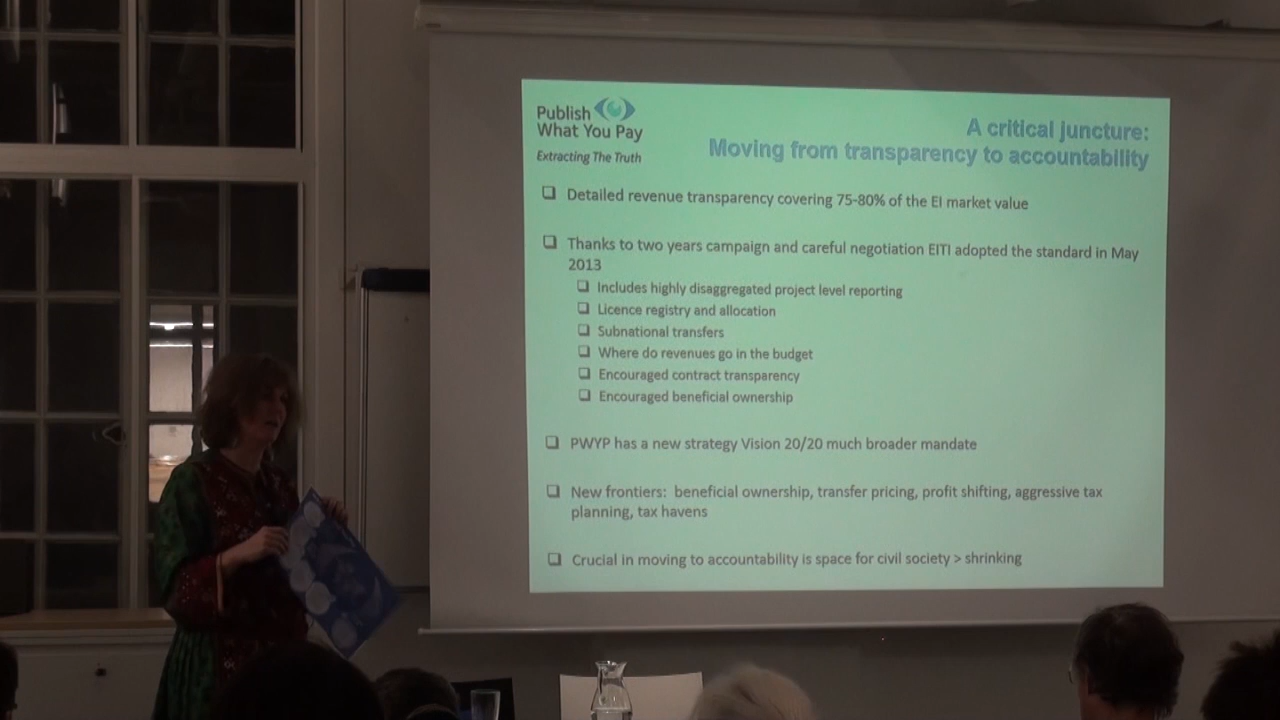 Publish
What You Pay
Extracting The Truth
A critical juncture:
Moving from transparency to accountability
Detailed revenue transparency covering 75-80% of the EI market value
Thanks to two years campaign and careful negotiation EITI adopted the standard in May
2013
Includes highly disaggregated project level reporting
Licence registry and allocation
Subnational transfers
Where do revenues go in the budget
Encouraged contract transparency
Encouraged beneficial ownership
PWYP has a new strategy Vision 20/20 much broader mandate
New frontiers: beneficial ownership, transfer pricing, profit shifting, aggressive tax
planning, tax havens
Crucial in moving to accountability is space for civil society > shrinking